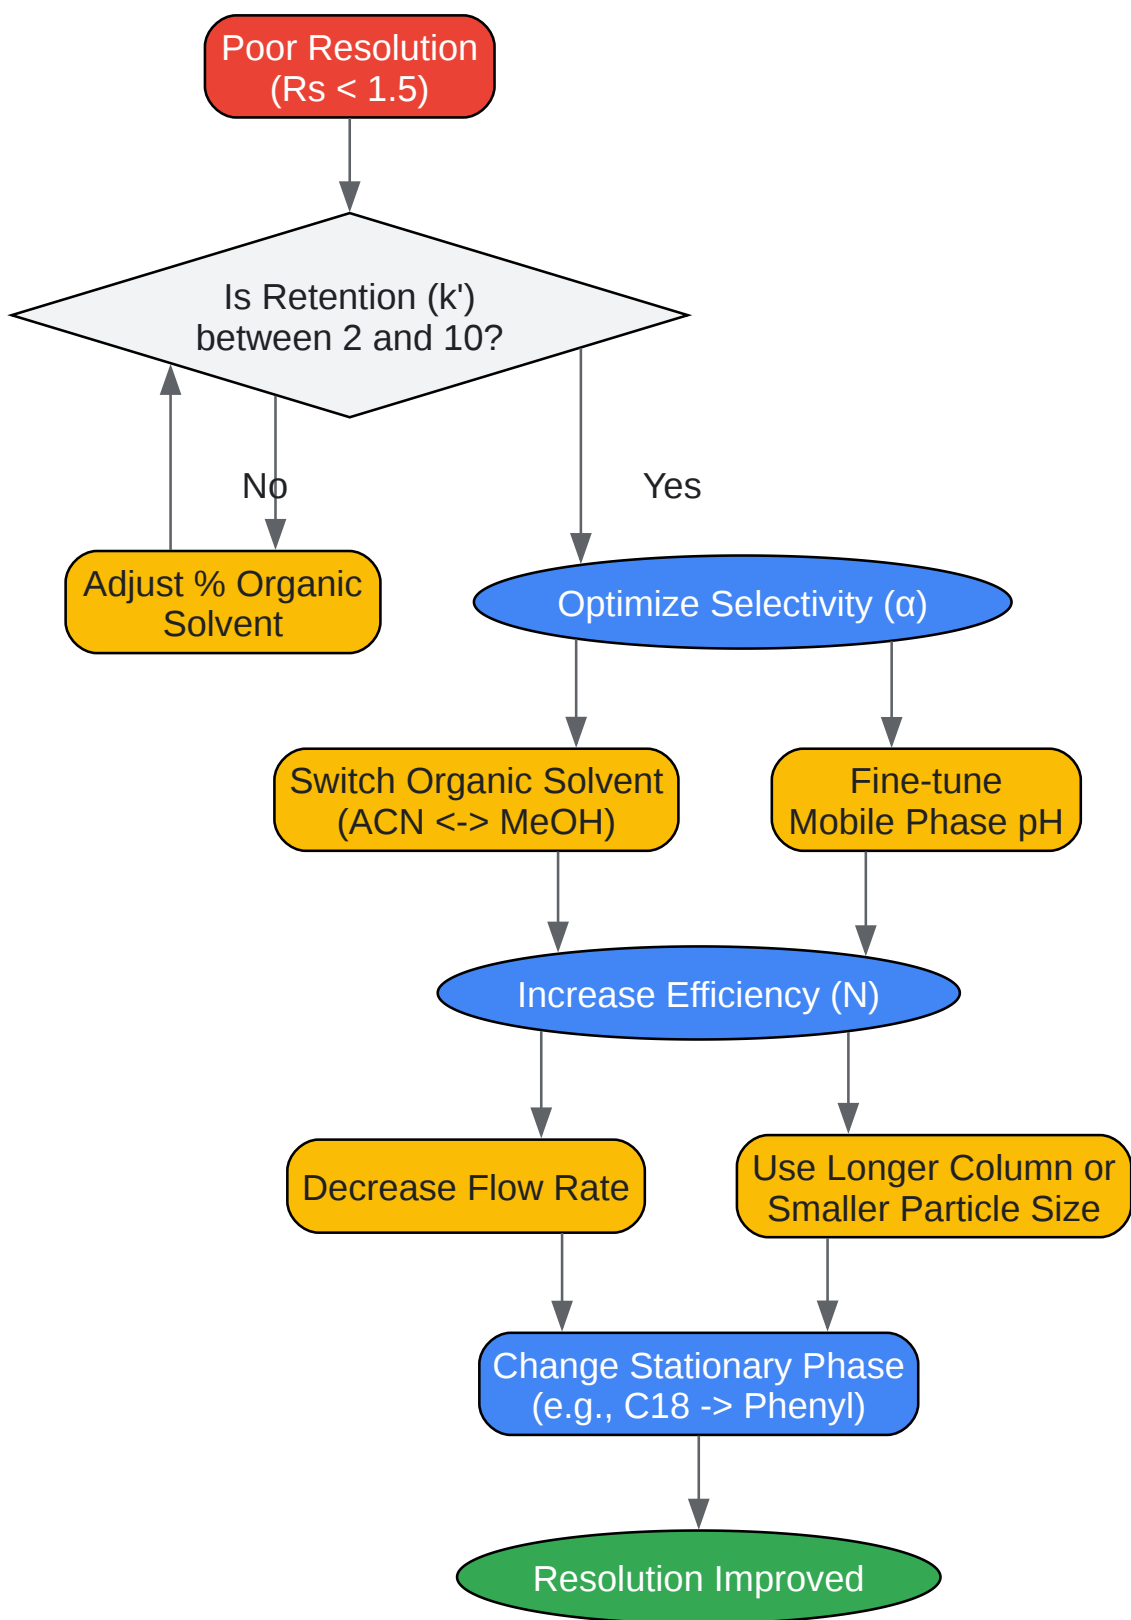 Poor Resolution
(Rs < 1.5)
Is Retention (k')
between 2 and 10?
No
Yes
Adjust % Organic
Solvent
Optimize Selectivity (α)
Switch Organic Solvent
(ACN <-> MeOH)
Fine-tune
Mobile Phase pH
Increase Efficiency (N)
Decrease Flow Rate
Use Longer Column or
Smaller Particle Size
Change Stationary Phase
(e.g., C18 -> Phenyl)
Resolution Improved